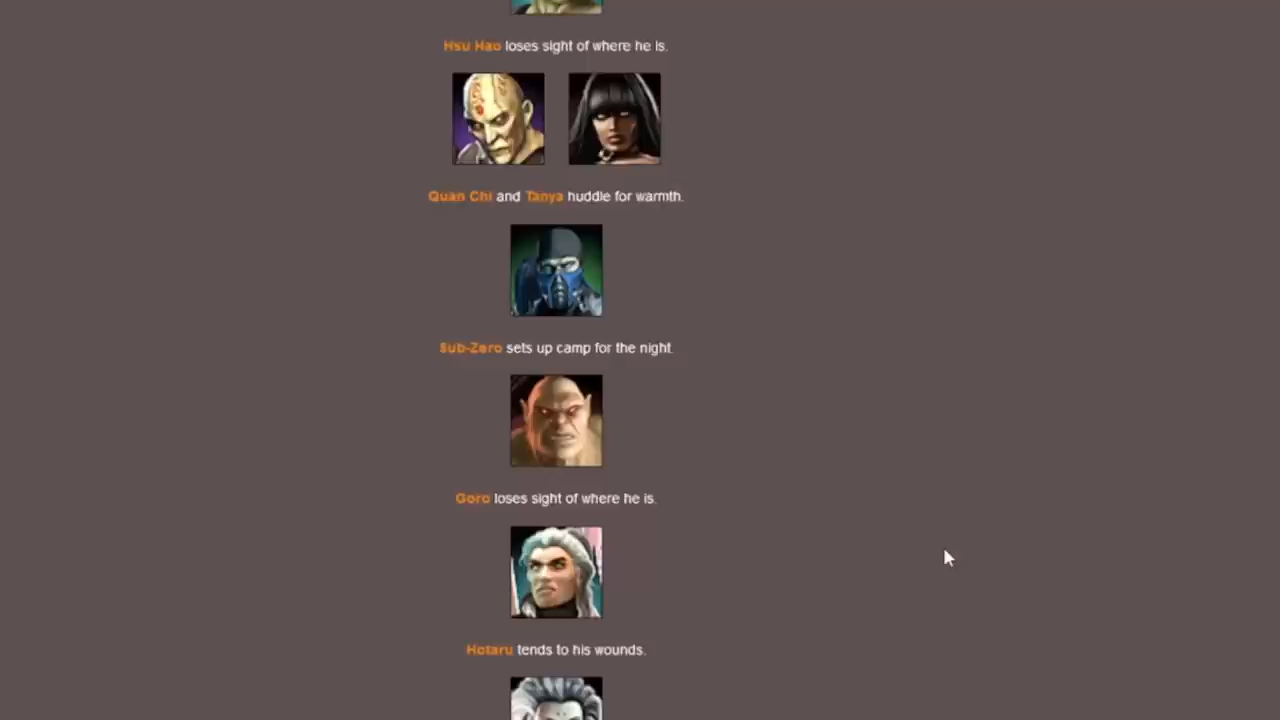 Hsu Hao loses sight of where he is.
Quan Chi and Tanya huddle for warmth.
Sub-Zero sets up camp for the night.
Goro loses sight of where he is.
Hotaru tends to his wounds.